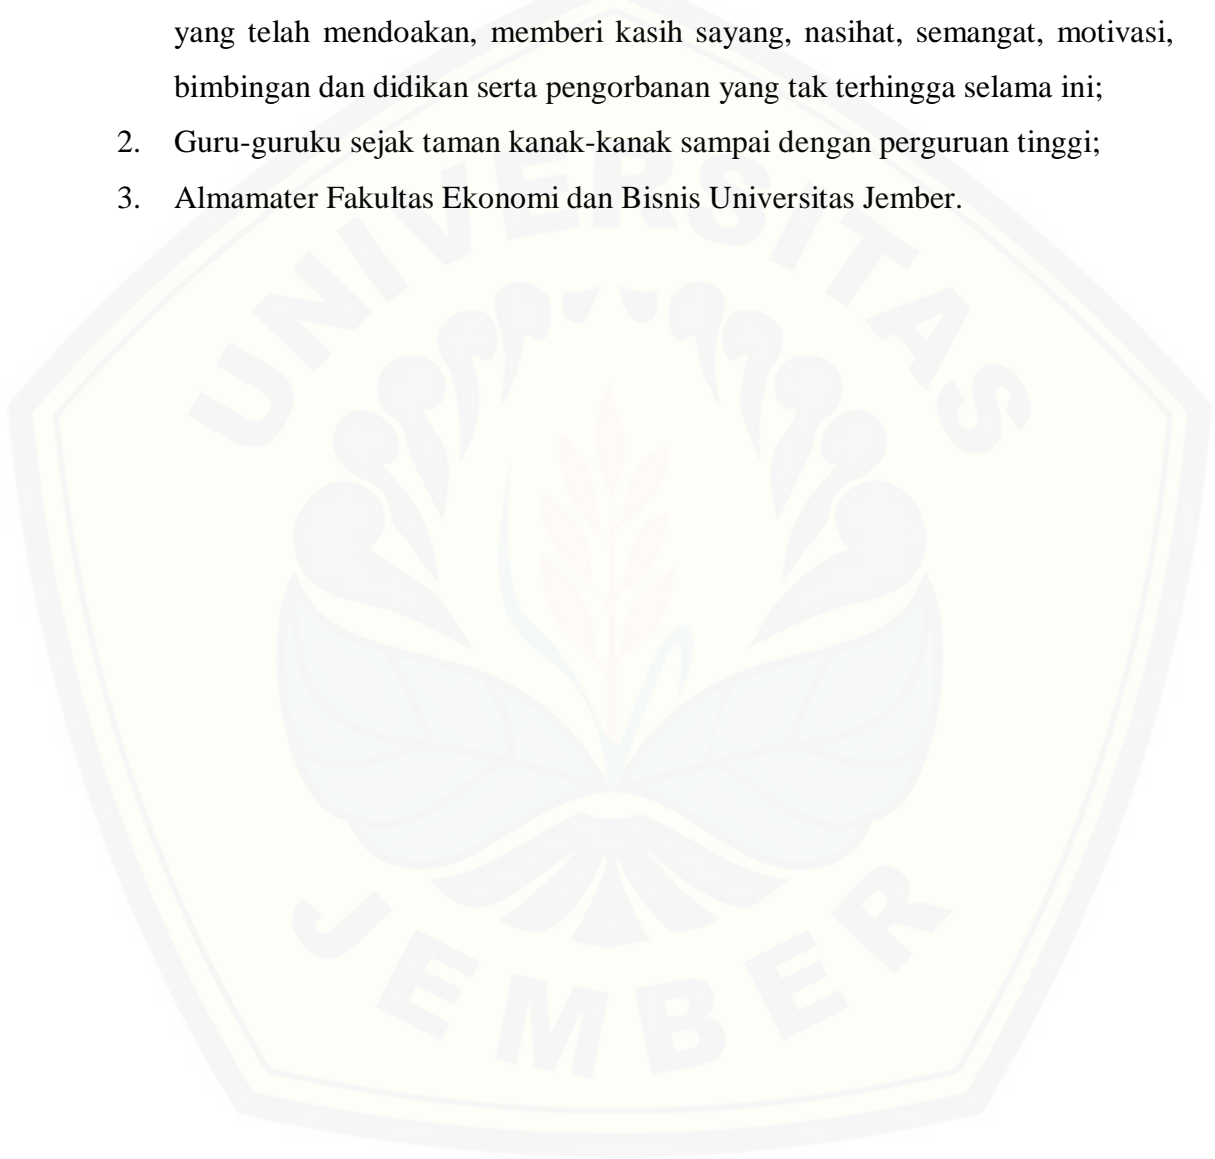 yang telah mendoakan, memberi kasih sayang, nasihat, semangat, motivasi,
bimbingan dan didikan serta pengorbanan yang tak terhingga selama ini;
2. Guru-guruku sejak taman kanak-kanak sampai dengan perguruan tinggi;
3. Almamater Fakultas Ekonomi dan Bisnis Universitas Jember.
UNIVERSITAS
JEMBER